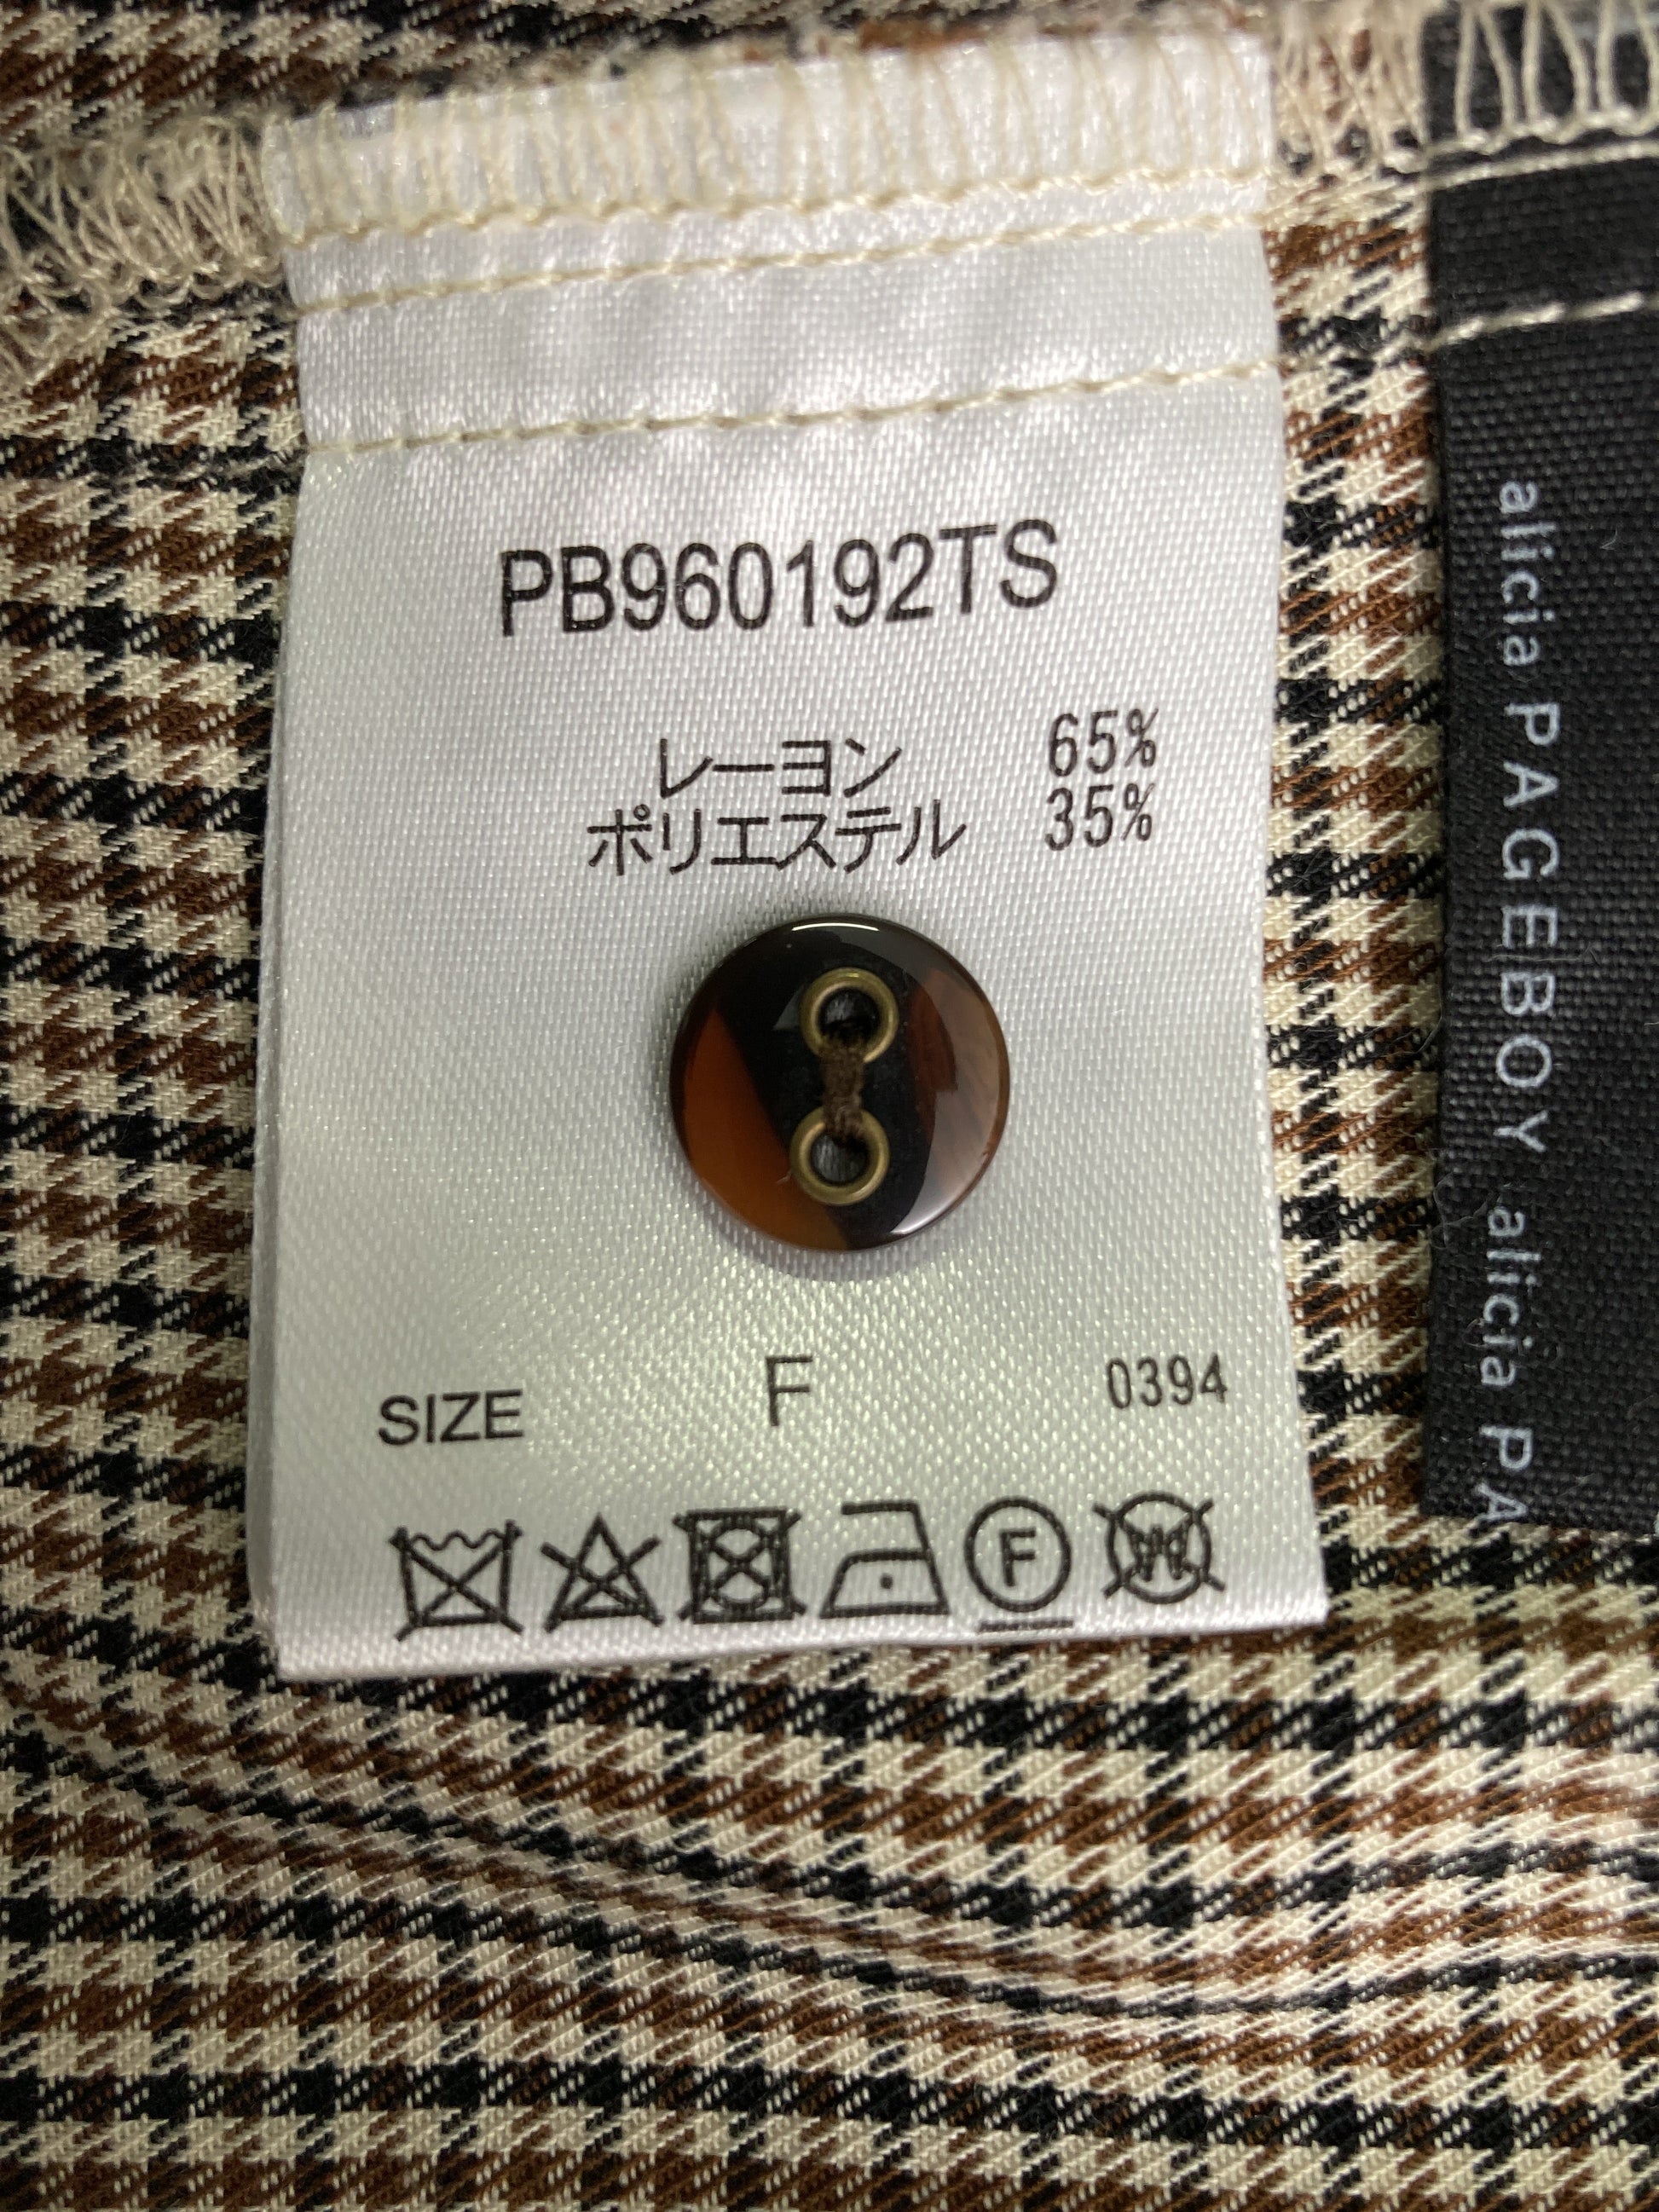 PB960192TS
レーヨン 65%
ポリエステル 35%
SIZE F 0394
F
W
alicia PAGEBOY alicia PA